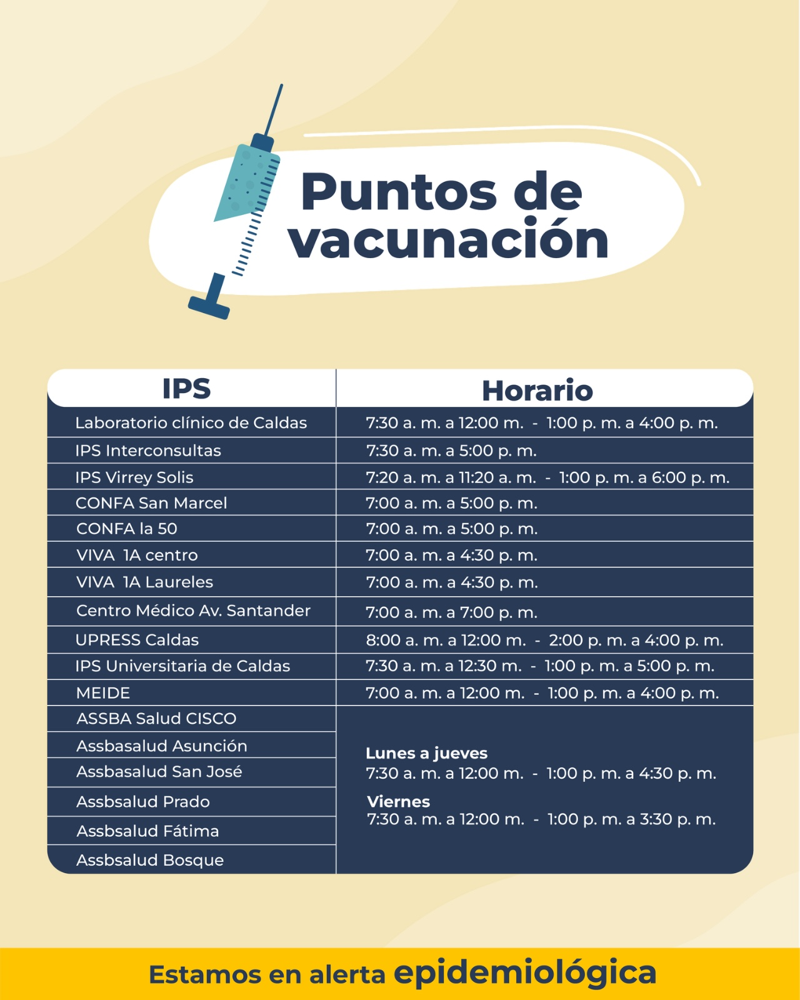 Puntos de
vacunación
IPS Horario
Laboratorio clínico de Caldas 7:30 a. m. a 12:00 m. - 1:00 p. m. a 4:00 p. m.
IPS Interconsultas 7:30 a. m. a 5:00 p. m.
IPS Virrey Solis 7:20 a. m. a 11:20 a. m. - 1:00 p. m. a 6:00 p. m.
CONFA San Marcel 7:00 a. m. a 5:00 p. m.
CONFA la 50 7:00 a. m. a 5:00 p. m.
VIVA 1A centro 7:00 a. m. a 4:30 p. m.
VIVA 1A Laureles 7:00 a. m. a 4:30 p. m.
Centro Médico Av. Santander 7:00 a. m. a 7:00 p. m.
UPRESS Caldas 8:00 a. m. a 12:00 m. - 2:00 p. m. a 4:00 p. m.
IPS Universitaria de Caldas 7:30 a. m. a 12:30 m. - 1:00 p. m. a 5:00 p. m.
MEIDE 7:00 a. m. a 12:00 m. - 1:00 p. m. a 4:00 p. m.
ASSBA Salud CISCO
Assbasalud Asunción
Assbasalud San José
Assbsalud Prado
Assbsalud Fátima
Assbsalud Bosque
Lunes a jueves
7:30 a. m. a 12:00 m. - 1:00 p. m. a 4:30 p. m.
Viernes
7:30 a. m. a 12:00 m. - 1:00 p. m. a 3:30 p. m.
Estamos en alerta epidemiológica